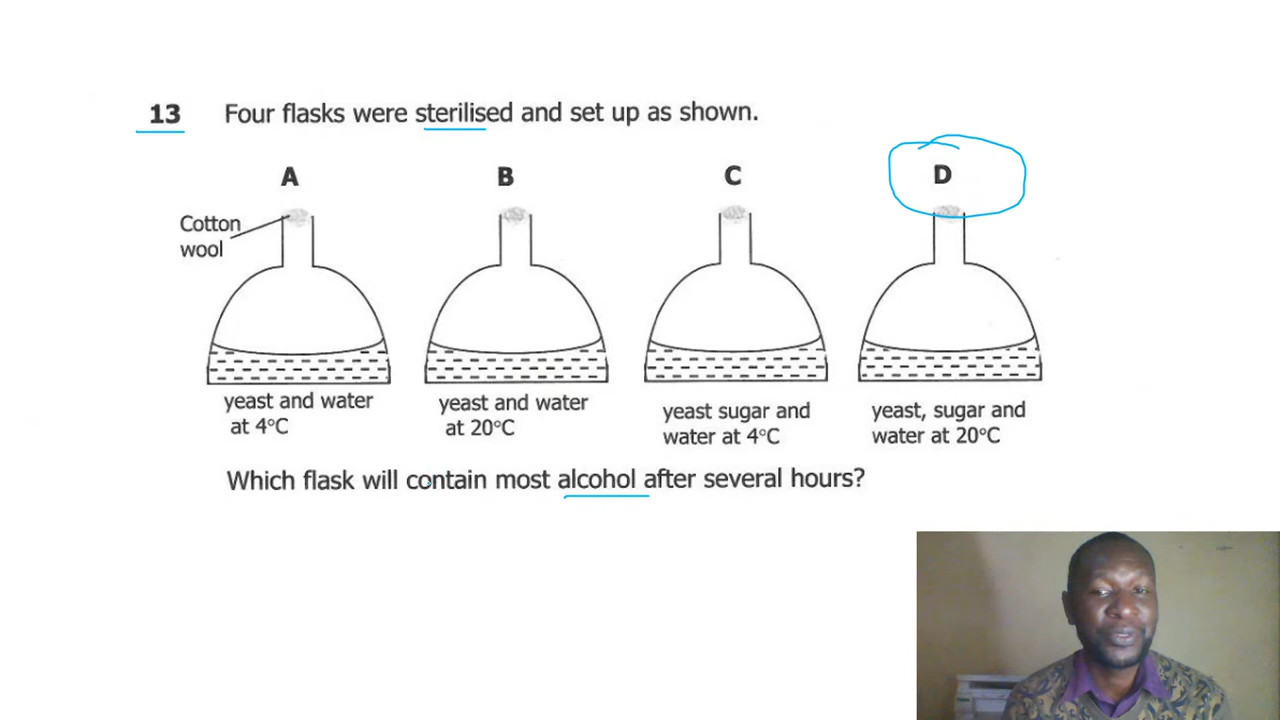 13 Four flasks were sterilised and set up as shown.
A B C D
Cotton
wool
yeast and water
at 4°C
yeast and water
at 20°C
yeast sugar and
water at 4°C
yeast, sugar and
water at 20°C
Which flask will contain most alcohol after several hours?